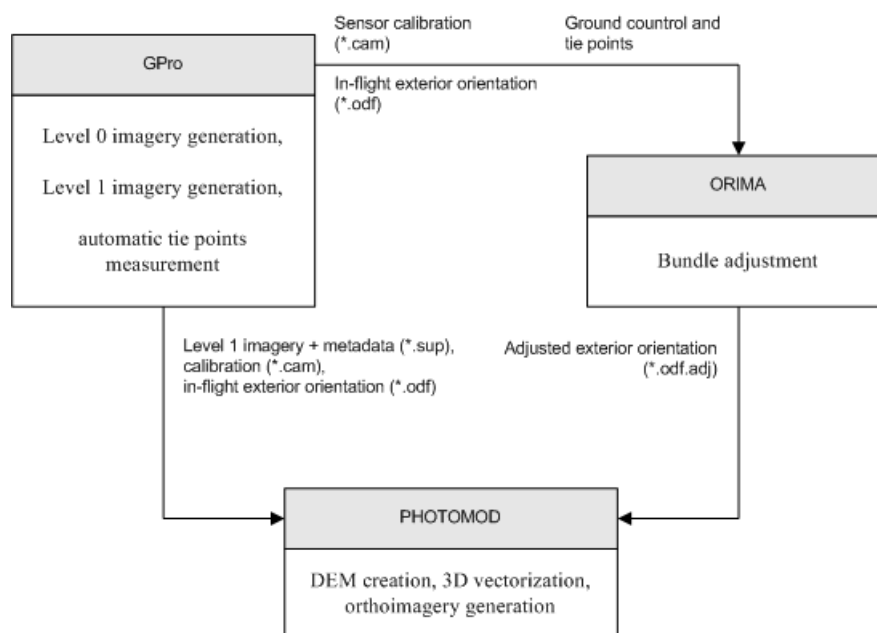 Sensor calibration
(*.cam)
Ground countrol and
tie points
GPro
In-flight exterior orientation
(*.odf)
Level 0 imagery generation,
Level 1 imagery generation,
automatic tie points
measurement
ORIMA
Bundle adjustment
Level 1 imagery + metadata (*.sup),
calibration (*.cam),
in-flight exterior orientation (*.odf)
Adjusted exterior orientation
(*.odf.adj)
PHOTOMOD
DEM creation, 3D vectorization,
orthoimagery generation